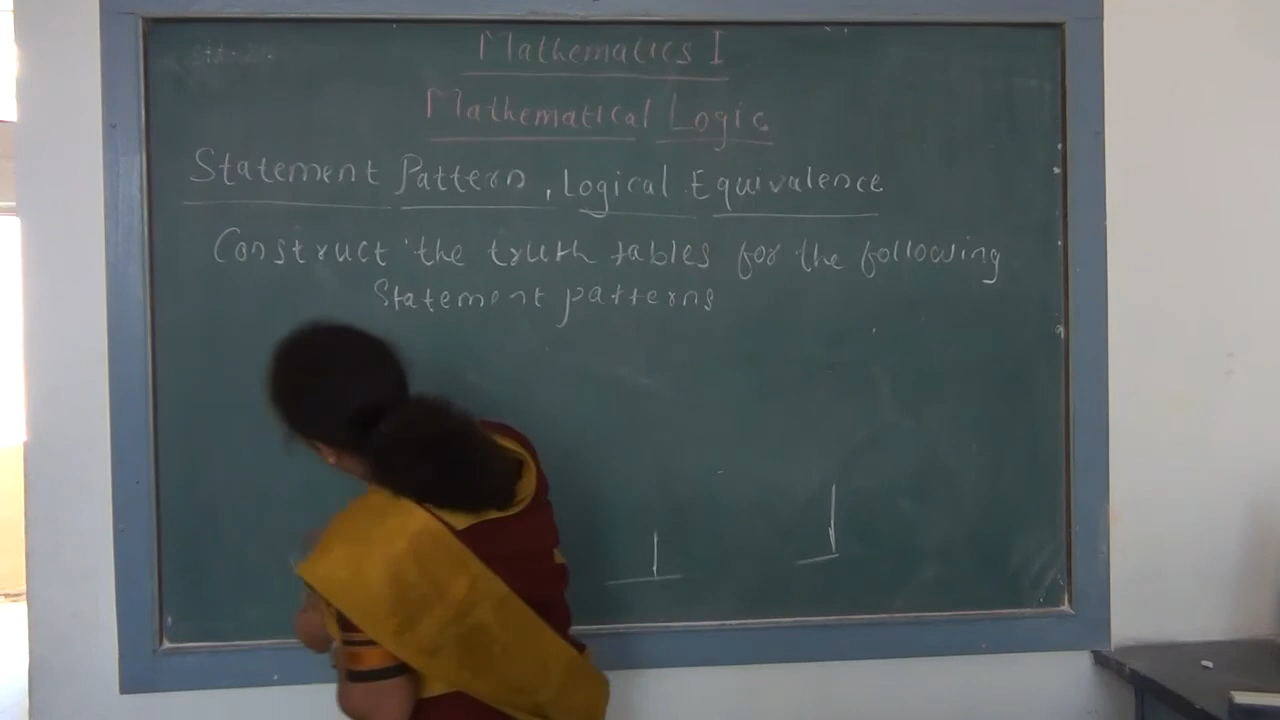 Mathematics I
Mathematical Logic
Statement Pattern, Logical Equivalence
Construct the truth tables for the following
Statement patterns